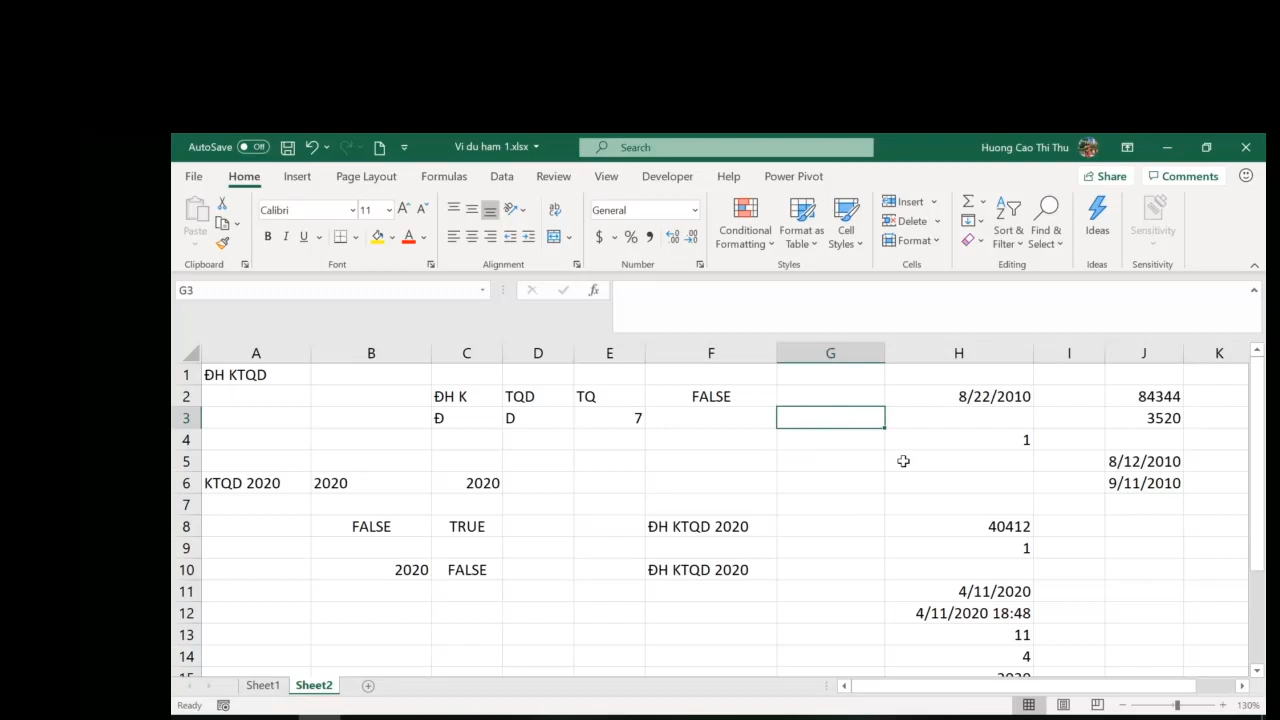 AutoSave Off Vi du ham 1.xlsx Search Huong Cao Thi Thu
File Home Insert Page Layout Formulas Data Review View Developer Help Power Pivot Share Comments
Paste Calibri 11 A A ab General Conditional Formatting Format as Table Cell Styles Insert Delete Format Sort & Filter Find & Select Ideas Sensitivity
B I U A $ % 9
Clipboard Font Alignment Number Styles Cells Editing Ideas Sensitivity
G3 fx
A B C D E F G H I J K
1 ĐH KTQD
2 ĐH K TQD TQ FALSE 8/22/2010 84344
3 Đ D 7 3520
4 1
5 8/12/2010
6 KTQD 2020 2020 2020 9/11/2010
7
8 FALSE TRUE ĐH KTQD 2020 40412
9 1
10 2020 FALSE ĐH KTQD 2020
11 4/11/2020
12 4/11/2020 18:48
13 11
14 4
Sheet1 Sheet2
Ready 130%